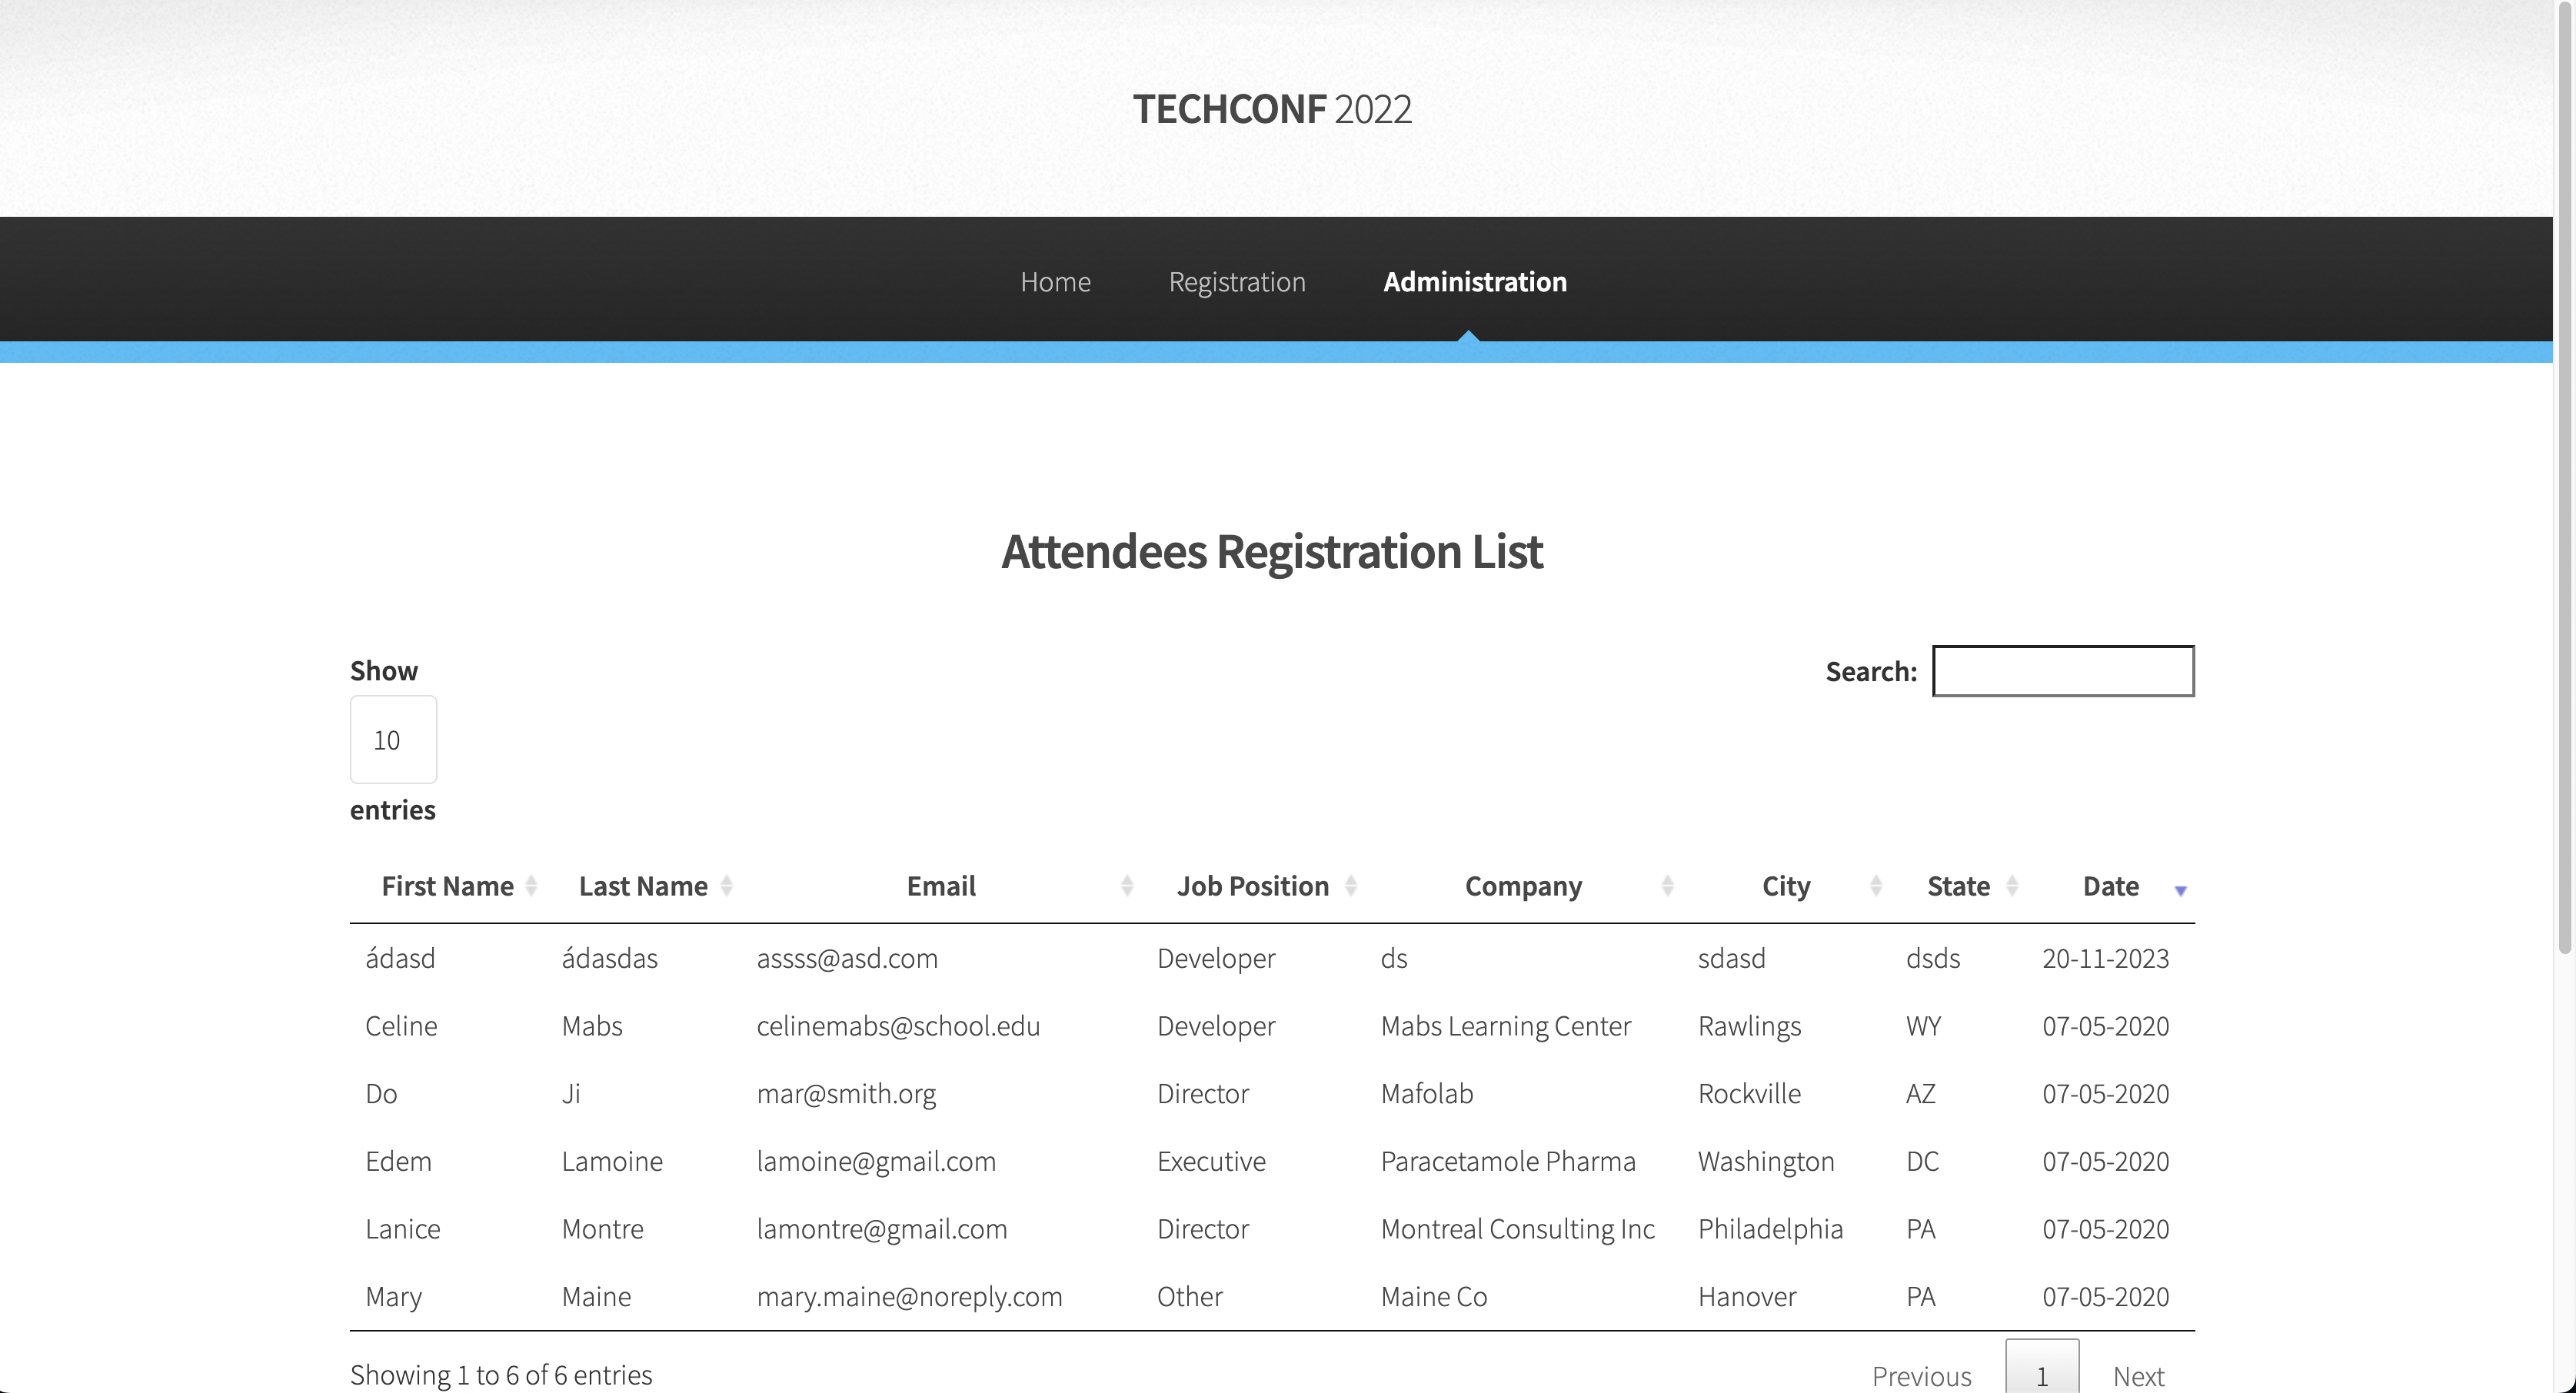 TECHCONF 2022
Home Registration Administration
Attendees Registration List
Show
10
entries
Search:
First Name Last Name Email Job Position Company City State Date
ádasd ádasdas assss@asd.com Developer ds sdasd dsds 20-11-2023
Celine Mabs celinemabs@school.edu Developer Mabs Learning Center Rawlings WY 07-05-2020
Do Ji mar@smith.org Director Mafolab Rockville AZ 07-05-2020
Edem Lamoine lamoine@gmail.com Executive Paracetamole Pharma Washington DC 07-05-2020
Lanice Montre lamontre@gmail.com Director Montreal Consulting Inc Philadelphia PA 07-05-2020
Mary Maine mary.maine@noreply.com Other Maine Co Hanover PA 07-05-2020
Showing 1 to 6 of 6 entries
Previous 1 Next